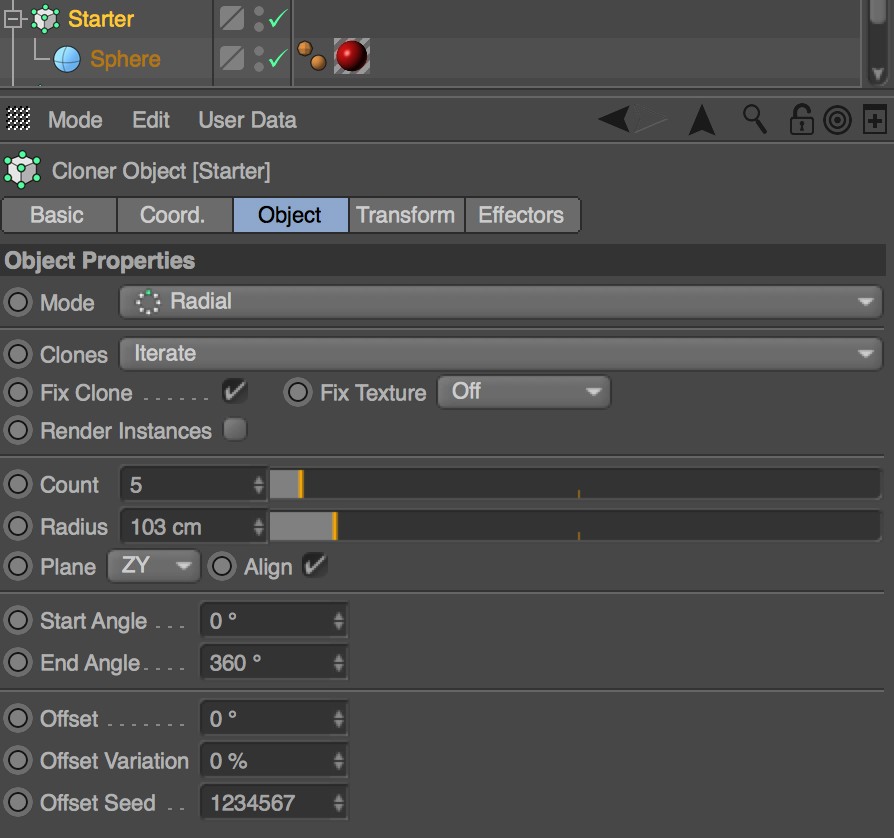 Starter
Sphere
Mode Edit User Data
Cloner Object [Starter]
Basic Coord. Object Transform Effectors
Object Properties
Mode Radial
Clones Iterate
Fix Clone . . . . . . Fix Texture Off
Render Instances
Count 5
Radius 103 cm
Plane ZY Align
Start Angle . . . 0 °
End Angle . . . . 360 °
Offset . . . . . . . 0 °
Offset Variation 0 %
Offset Seed . . 1234567